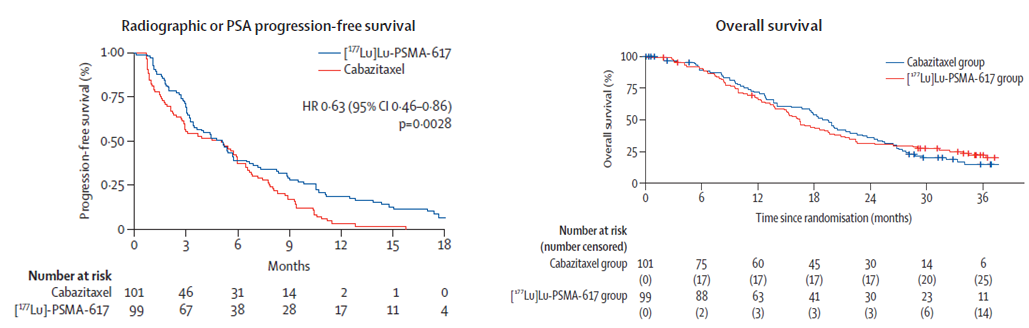 Radiographic or PSA progression-free survival
Progression-free survival (%)
1·00
0·75
0·50
0·25
0
[¹⁷⁷Lu]Lu-PSMA-617
Cabazitaxel
HR 0·63 (95% CI 0·46–0·86)
p=0·0028
0 3 6 9 12 15 18
Months
Number at risk
Cabazitaxel 101 46 31 14 2 1 0
[¹⁷⁷Lu]-PSMA-617 99 67 38 28 17 11 4
Overall survival
Overall survival (%)
100
75
50
25
0
Cabazitaxel group
[¹⁷⁷Lu]Lu-PSMA-617 group
0 6 12 18 24 30 36
Time since randomisation (months)
Number at risk
(number censored)
Cabazitaxel group 101 75 60 45 30 14 6
(0) (17) (17) (17) (17) (20) (25)
[¹⁷⁷Lu]Lu-PSMA-617 group 99 88 63 41 30 23 11
(0) (2) (3) (3) (3) (6) (14)